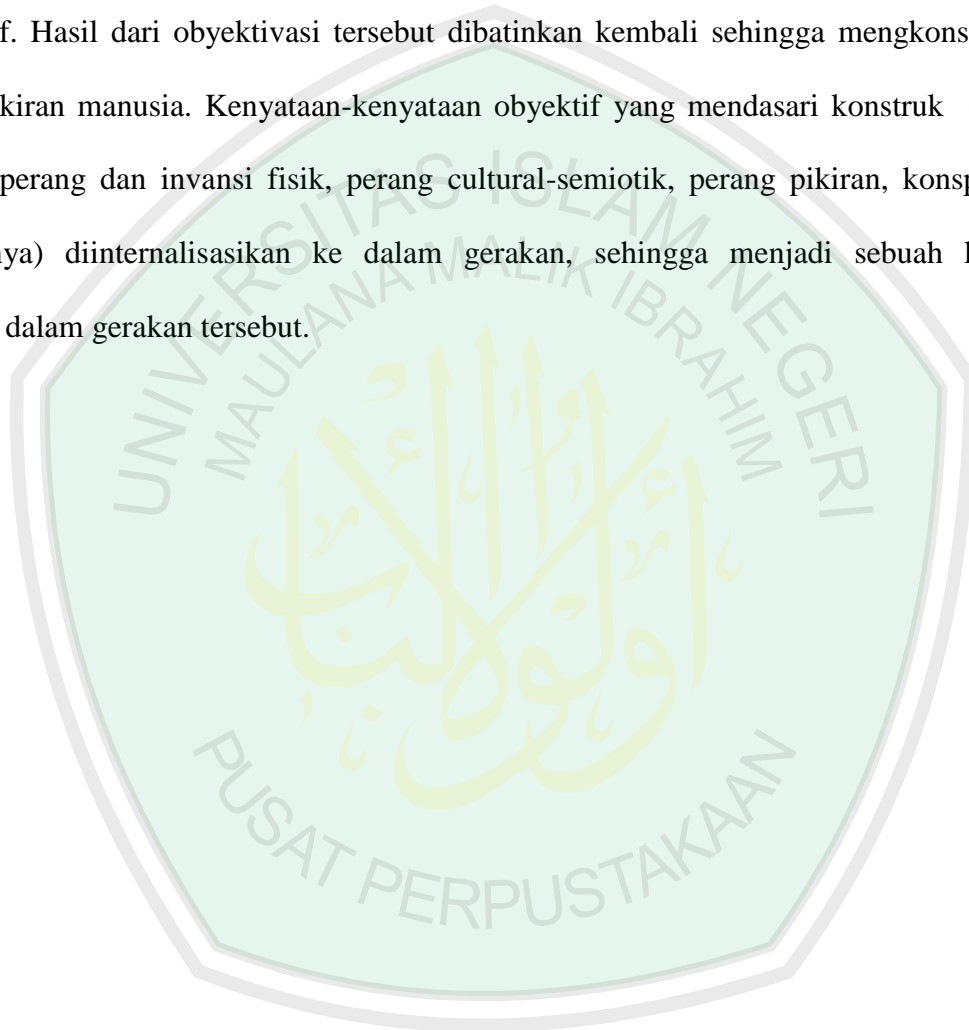 f. Hasil dari obyektivasi tersebut dibatinkan kembali sehingga mengkons
kiran manusia. Kenyataan-kenyataan obyektif yang mendasari konstruk
perang dan invansi fisik, perang cultural-semiotik, perang pikiran, konsp
nya) diinternalisasikan ke dalam gerakan, sehingga menjadi sebuah
dalam gerakan tersebut.
UNIVERSITAS ISLAM NEGERI
MAULANA MALIK IBRAHIM
PUSAT PERPUSTAKAAN